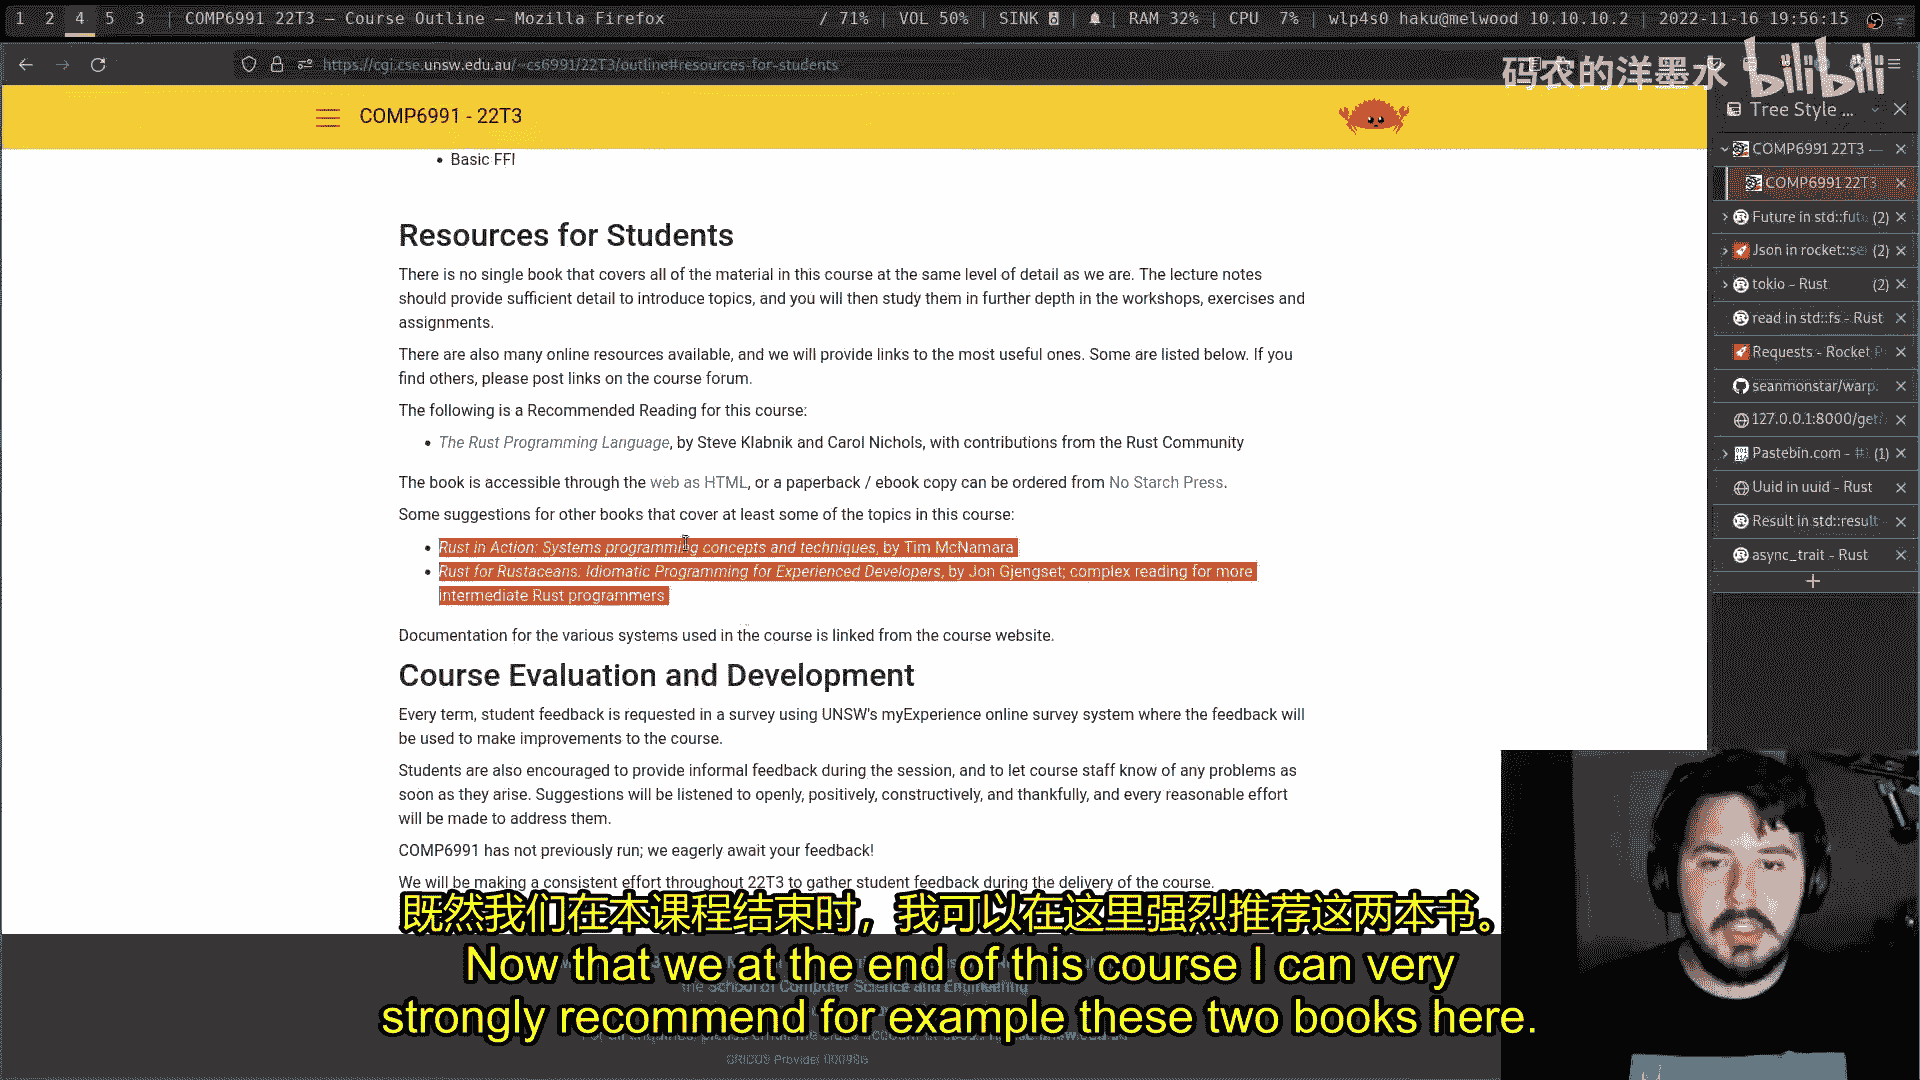 1 2 4 5 3 | COMP6991 22T3 — Course Outline — Mozilla Firefox
/ 71% | VOL 50% | SINK | RAM 32% | CPU 7% | wlp4s0 haku@melwood 10.10.10.2 | 2022-11-16 19:56:15
https://cgi.cse.unsw.edu.au/~cs6991/22T3/outline#resources-for-students
码农的洋墨水 bilibili
COMP6991 - 22T3
Basic FFI
Resources for Students
There is no single book that covers all of the material in this course at the same level of detail as we are. The lecture notes
should provide sufficient detail to introduce topics, and you will then study them in further depth in the workshops, exercises and
assignments.
There are also many online resources available, and we will provide links to the most useful ones. Some are listed below. If you
find others, please post links on the course forum.
The following is a Recommended Reading for this course:
The Rust Programming Language, by Steve Klabnik and Carol Nichols, with contributions from the Rust Community
The book is accessible through the web as HTML, or a paperback / ebook copy can be ordered from No Starch Press.
Some suggestions for other books that cover at least some of the topics in this course:
Rust in Action: Systems programming concepts and techniques, by Tim McNamara
Rust for Rustaceans: Idiomatic Programming for Experienced Developers, by Jon Gjengset; complex reading for more
intermediate Rust programmers
Documentation for the various systems used in the course is linked from the course website.
Course Evaluation and Development
Every term, student feedback is requested in a survey using UNSW's myExperience online survey system where the feedback will
be used to make improvements to the course.
Students are also encouraged to provide informal feedback during the session, and to let course staff know of any problems as
soon as they arise. Suggestions will be listened to openly, positively, constructively, and thankfully, and every reasonable effort
will be made to address them.
COMP6991 has not previously run; we eagerly await your feedback!
We will be making a consistent effort throughout 22T3 to gather student feedback during the delivery of the course.
the School of Computer Science and Engineering
CRICOS Provider 00098G
Tree Style ...
COMP6991 22T3 —
COMP6991 22T3
Future in std::futu (2)
Json in rocket::se (2)
tokio - Rust (2)
read in std::fs - Rust
Requests - Rocket P
seanmonstar/warp:
127.0.0.1:8000/get/
Pastebin.com - #1 (1)
Uuid in uuid - Rust
Result in std::result
async_trait - Rust
既然我们在本课程结束时，我可以在这里强烈推荐这两本书。
Now that we at the end of this course I can very
strongly recommend for example these two books here.